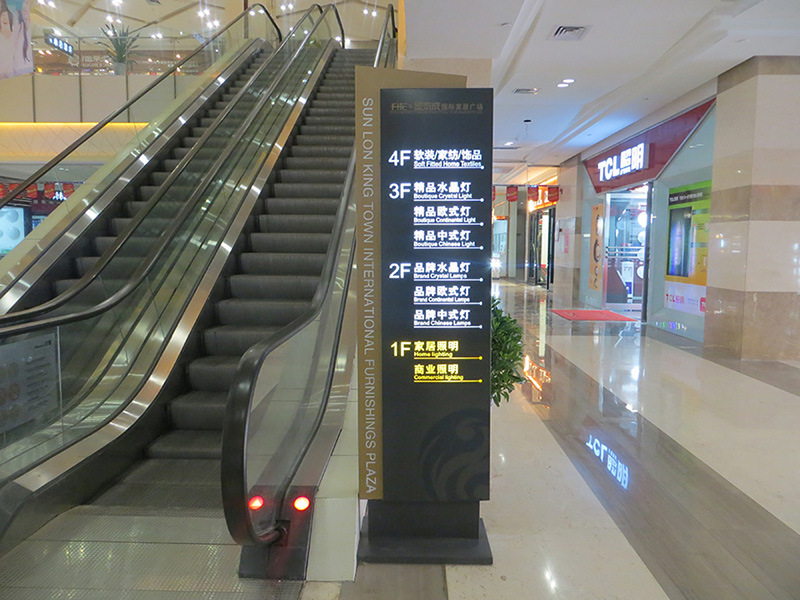 4F 软装/家纺/饰品
Soft Fitted Home Textiles
3F 精品水晶灯
Boutique Crystal Light
精品欧式灯
Boutique Continental Light
精品中式灯
Boutique Chinese Light
2F 品牌水晶灯
Brand Crystal Lamps
品牌欧式灯
Brand Continental Lamps
品牌中式灯
Brand Chinese Lamps
1F 家居照明
Home lighting
商业照明
Commercial lighting
SUN LON KING TOWN INTERNATIONAL FURNISHINGS PLAZA
TCL照明